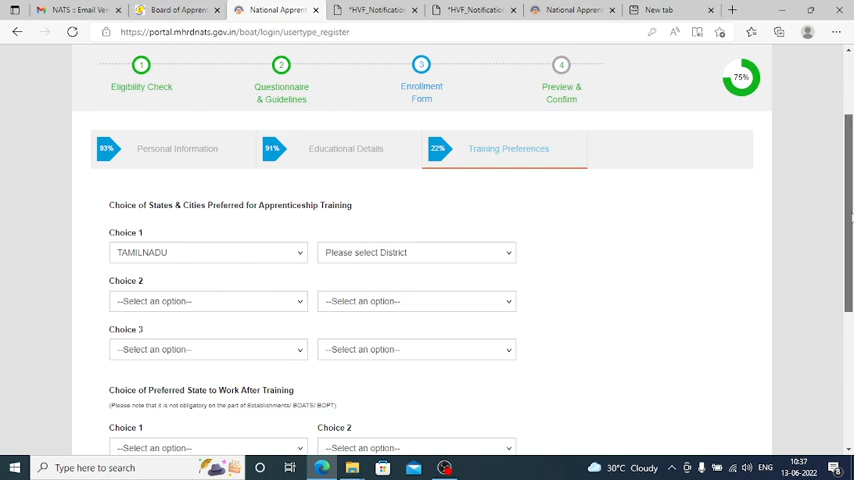 NATS :: Email Veri
Board of Apprent
National Apprent
*HVF_Notification
*HVF_Notification
National Apprent
New tab
https://portal.mhrdnats.gov.in/boat/login/usertype_register
1
2
3
4
75%
Eligibility Check
Questionnaire
& Guidelines
Enrollment
Form
Preview &
Confirm
93% Personal Information
91% Educational Details
22% Training Preferences
Choice of States & Cities Preferred for Apprenticeship Training
Choice 1
TAMILNADU Please select District
Choice 2
--Select an option-- --Select an option--
Choice 3
--Select an option-- --Select an option--
Choice of Preferred State to Work After Training
(Please note that it is not obligatory on the part of Establishments/ BOATS/ BOPT)
Choice 1 Choice 2
--Select an option-- --Select an option--
Type here to search
30°C Cloudy
ENG
10:37
13-06-2022
8